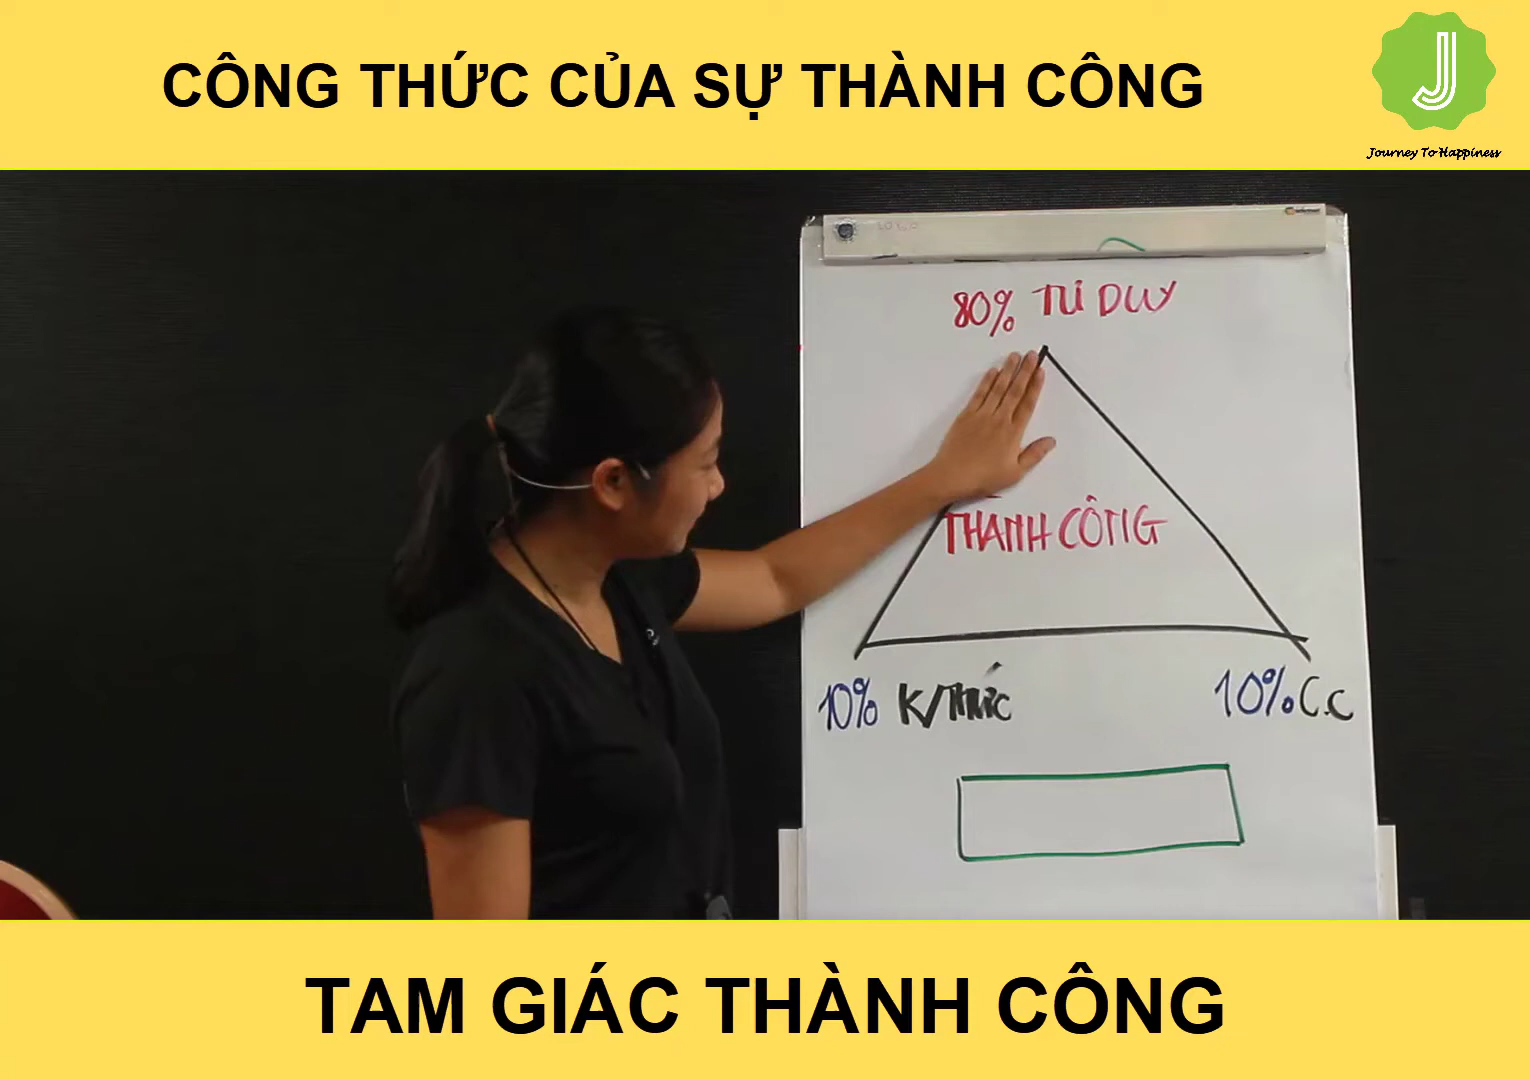 CÔNG THỨC CỦA SỰ THÀNH CÔNG
J
Journey To Happiness
80% TƯ DUY
THÀNH CÔNG
10% K/THỨC
10% C.C
TAM GIÁC THÀNH CÔNG